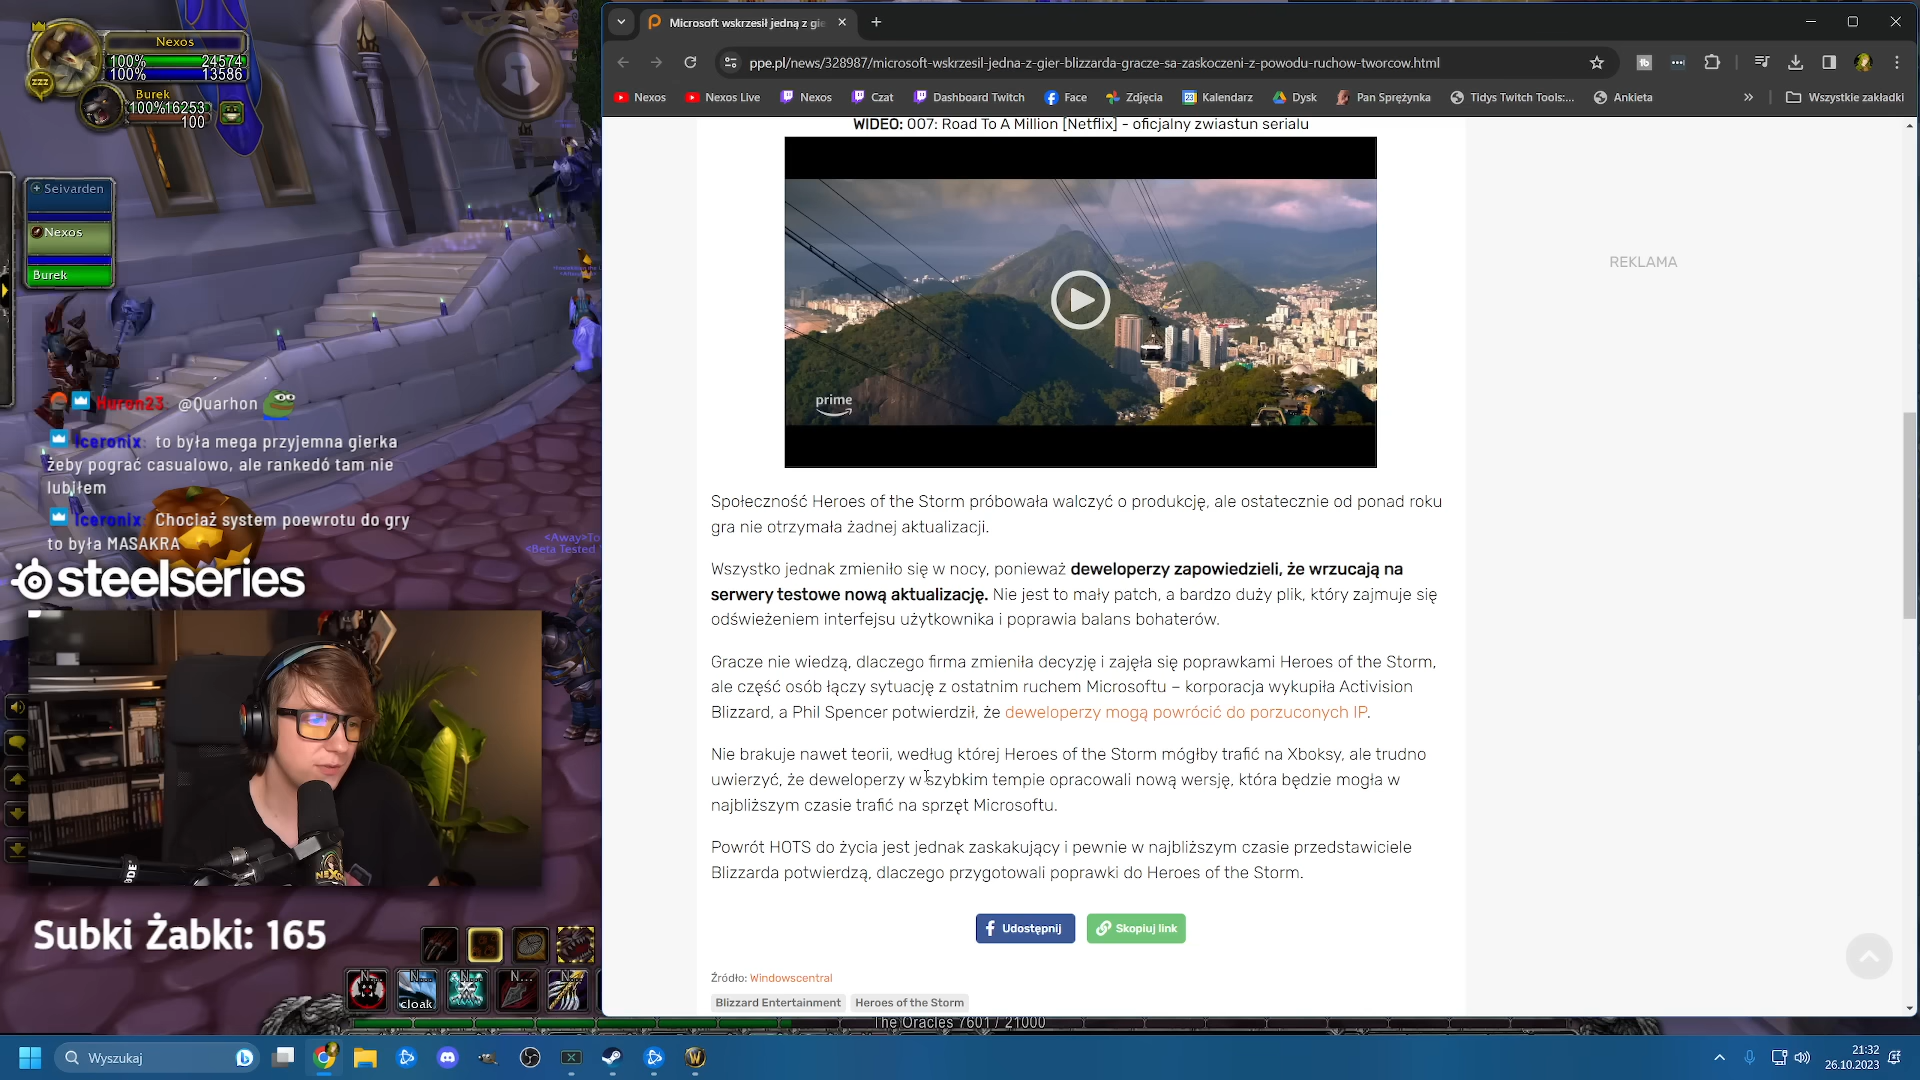 Nexos
100% 24574
100% 13586
zzz
Burek
100%16253
100
Seivarden
Nexos
Burek
Huron23: @Quarhon
Iceronix: to była mega przyjemna gierka
żeby pograć casualowo, ale rankedó tam nie
lubiłem
Iceronix: Chociaż system poewrotu do gry
to była MASAKRA
<Away>To
<Beta Tested
steelseries
NEXOS
Subki Żabki: 165
N...
N...
cloak
N...
N...
N...
The Oracles 7601 / 21000
Microsoft wskrzesił jedną z gie
ppe.pl/news/328987/microsoft-wskrzesil-jedna-z-gier-blizzarda-gracze-sa-zaskoczeni-z-powodu-ruchow-tworcow.html
Nexos
Nexos Live
Nexos
Czat
Dashboard Twitch
Face
Zdjęcia
Kalendarz
Dysk
Pan Sprężynka
Tidys Twitch Tools:...
Ankieta
Wszystkie zakładki
WIDEO: 007: Road To A Million [Netflix] - oficjalny zwiastun serialu
prime
REKLAMA
Społeczność Heroes of the Storm próbowała walczyć o produkcję, ale ostatecznie od ponad roku
gra nie otrzymała żadnej aktualizacji.
Wszystko jednak zmieniło się w nocy, ponieważ deweloperzy zapowiedzieli, że wrzucają na
serwery testowe nową aktualizację. Nie jest to mały patch, a bardzo duży plik, który zajmuje się
odświeżeniem interfejsu użytkownika i poprawia balans bohaterów.
Gracze nie wiedzą, dlaczego firma zmieniła decyzję i zajęła się poprawkami Heroes of the Storm,
ale część osób łączy sytuację z ostatnim ruchem Microsoftu – korporacja wykupiła Activision
Blizzard, a Phil Spencer potwierdził, że deweloperzy mogą powrócić do porzuconych IP.
Nie brakuje nawet teorii, według której Heroes of the Storm mógłby trafić na Xboksy, ale trudno
uwierzyć, że deweloperzy w szybkim tempie opracowali nową wersję, która będzie mogła w
najbliższym czasie trafić na sprzęt Microsoftu.
Powrót HOTS do życia jest jednak zaskakujący i pewnie w najbliższym czasie przedstawiciele
Blizzarda potwierdzą, dlaczego przygotowali poprawki do Heroes of the Storm.
Udostępnij
Skopiuj link
Źródło: Windowscentral
Blizzard Entertainment
Heroes of the Storm
Wyszukaj
21:32
26.10.2023